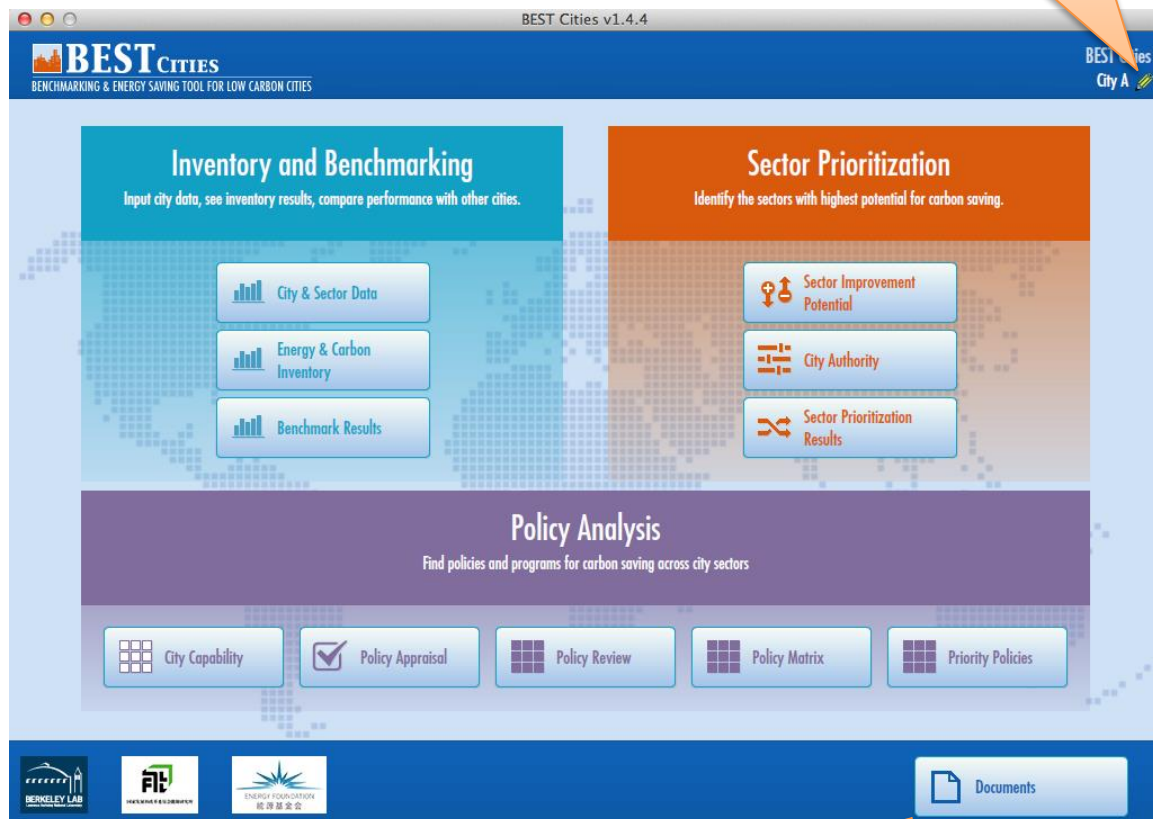 BEST Cities v1.4.4
BEST CITIES
BENCHMARKING & ENERGY SAVING TOOL FOR LOW CARBON CITIES
BEST
City A
Inventory and Benchmarking
Input city data, see inventory results, compare performance with other cities.
City & Sector Data
Energy & Carbon
Inventory
Benchmark Results
Sector Prioritization
Identify the sectors with highest potential for carbon saving.
Sector Improvement
Potential
City Authority
Sector Prioritization
Results
Policy Analysis
Find policies and programs for carbon saving across city sectors
City Capability
Policy Appraisal
Policy Review
Policy Matrix
Priority Policies
BERKELEY LAB
ENERGY FOUNDATION
能源基金会
Documents